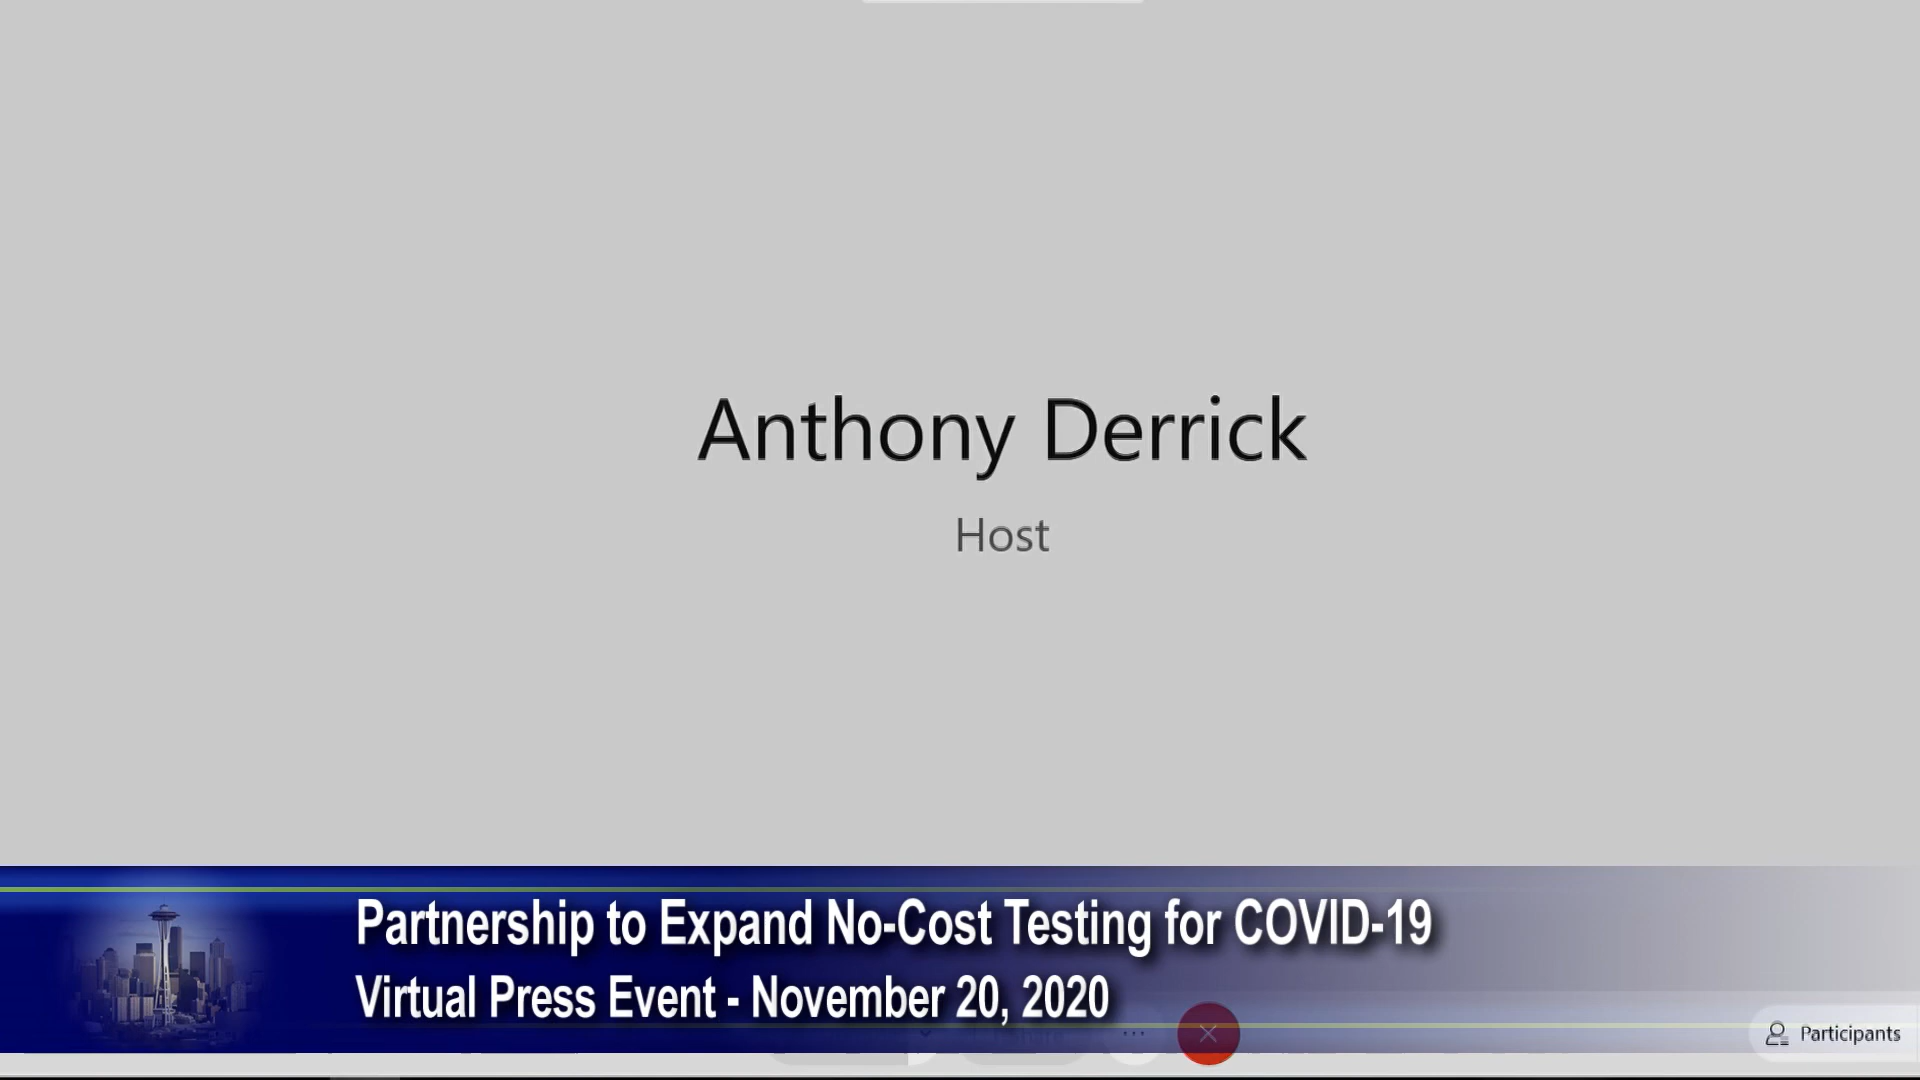 Anthony Derrick
Host
Partnership to Expand No-Cost Testing for COVID-19
Virtual Press Event - November 20, 2020
Participants